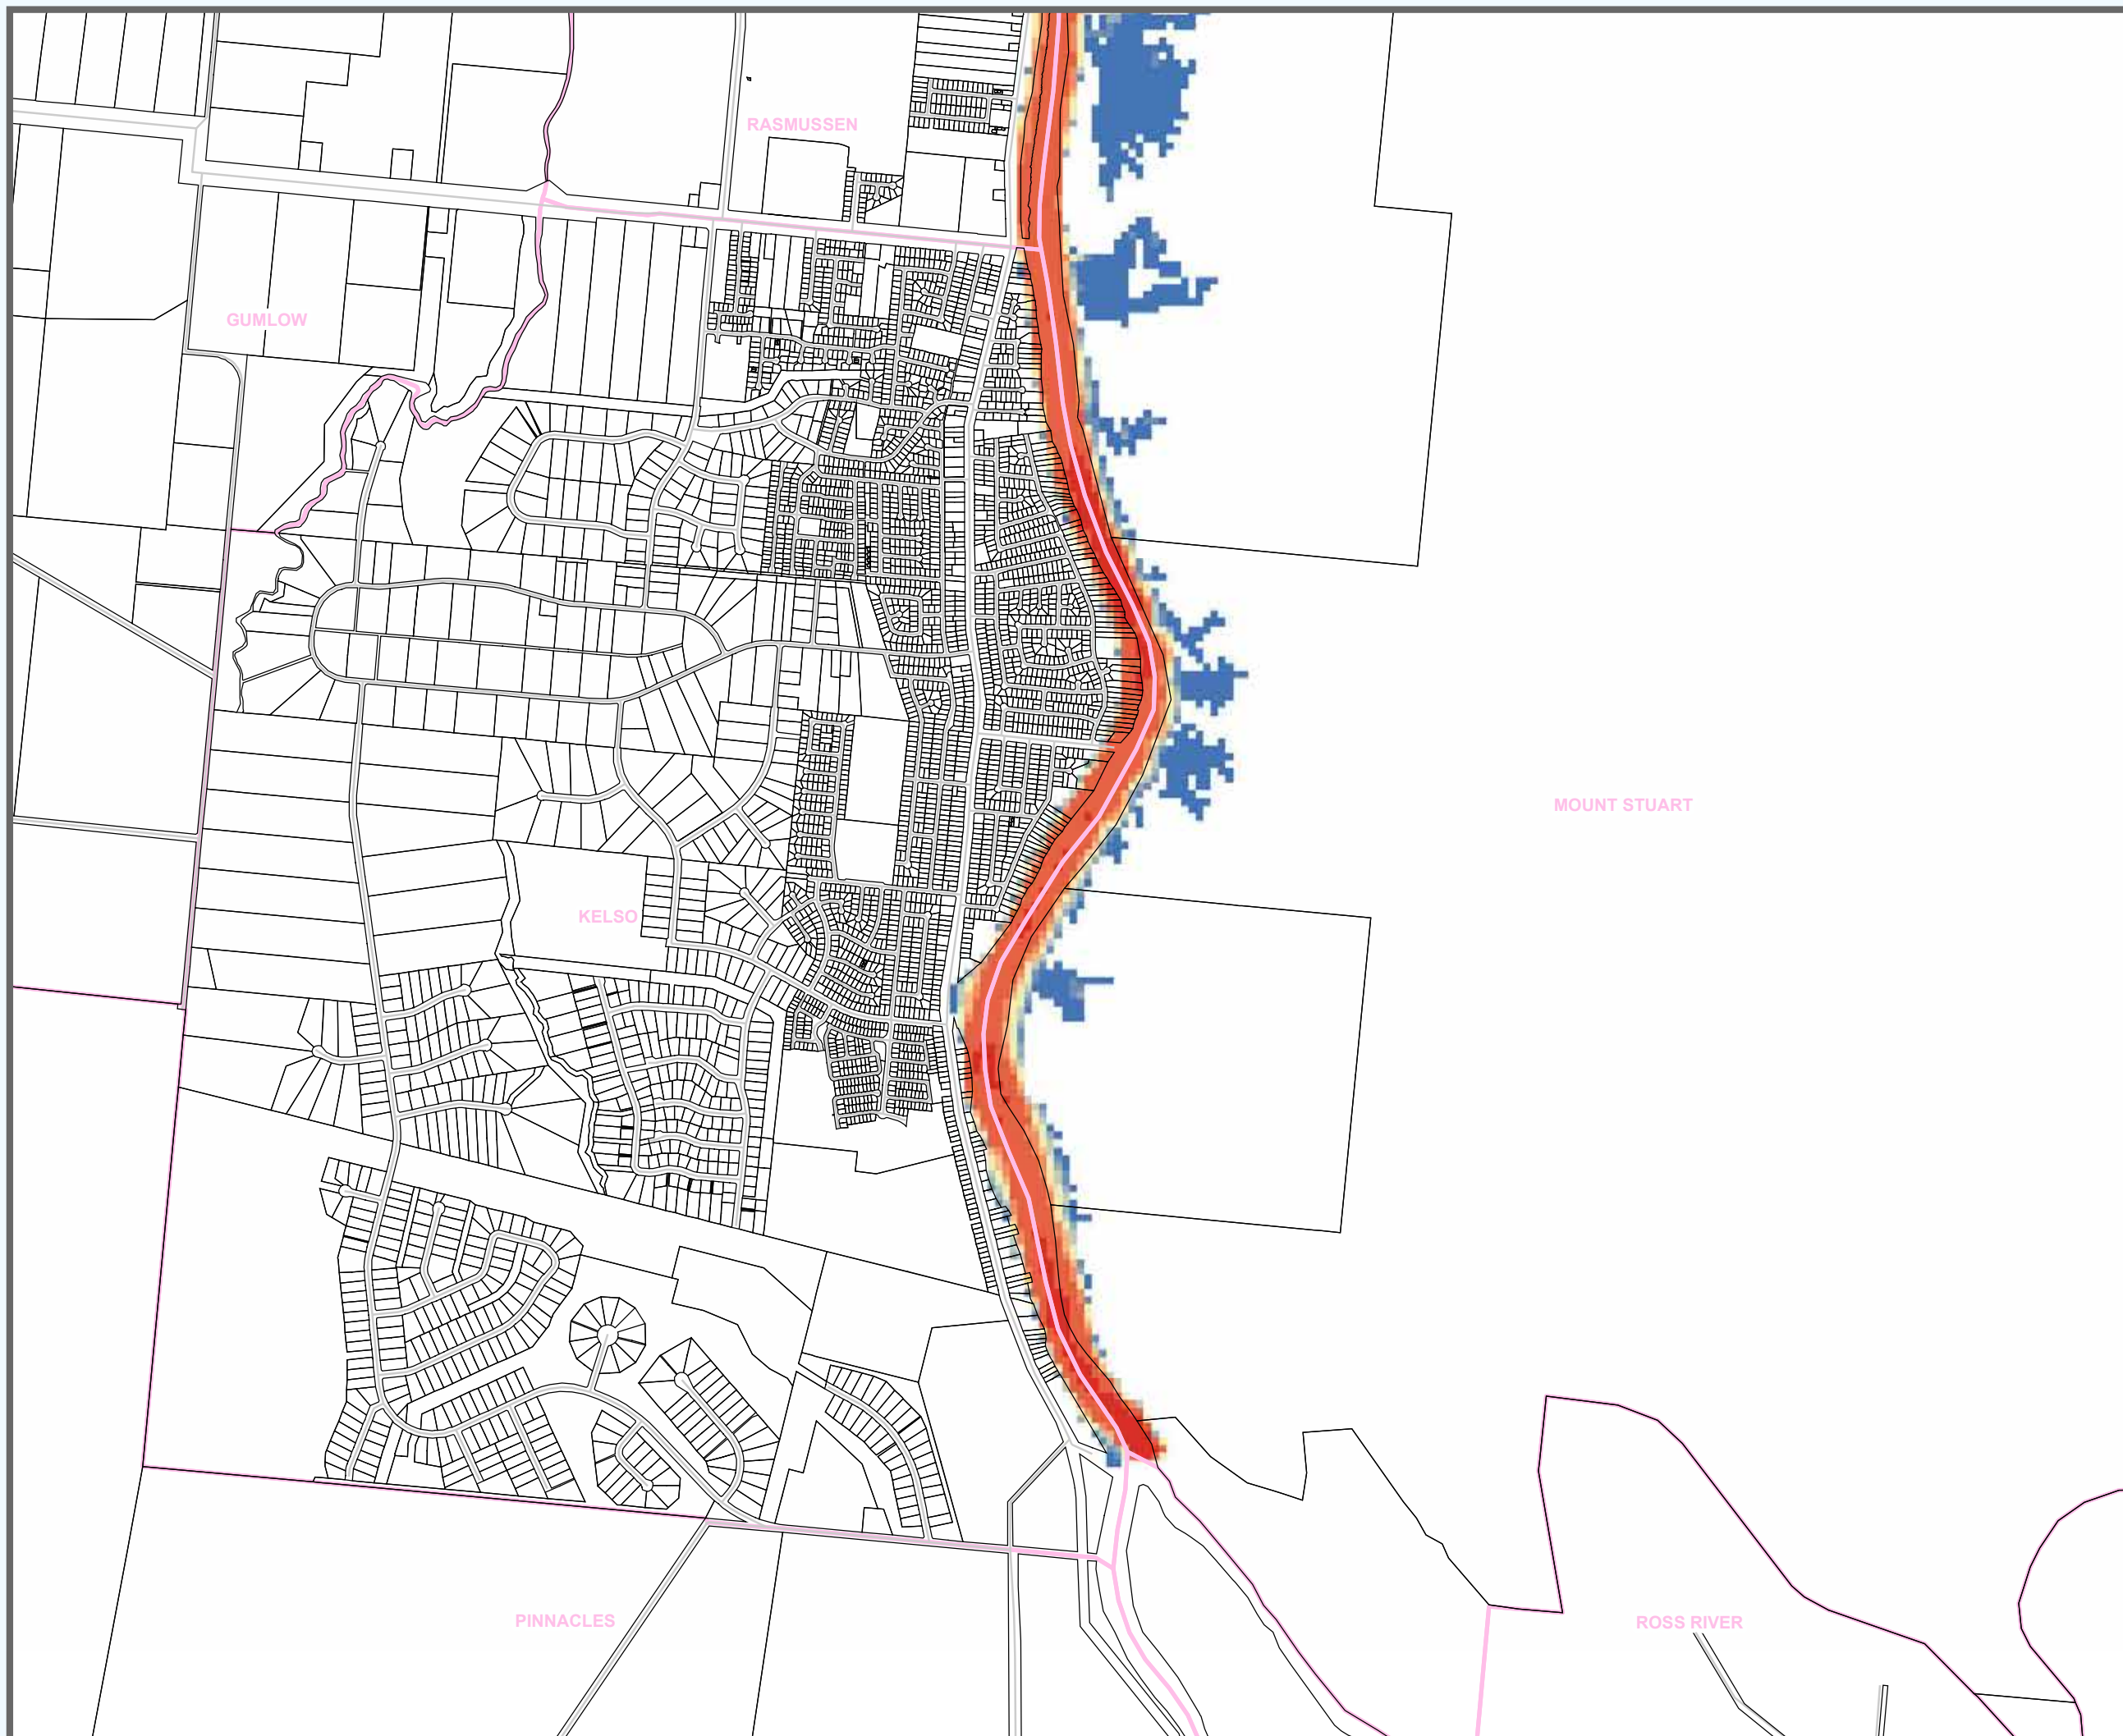 RASMUSSEN
GUMLOW
MOUNT STUART
KELSO
PINNACLES
ROSS RIVER